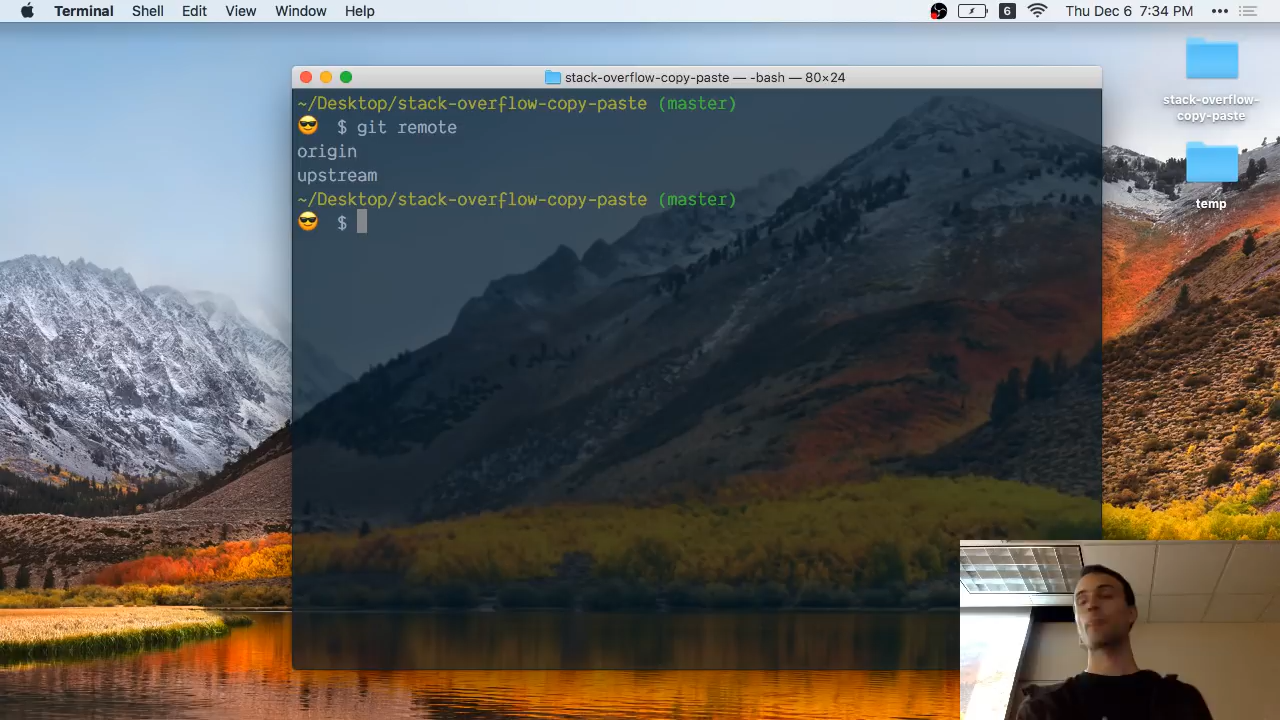 Terminal Shell Edit View Window Help 6 Thu Dec 6 7:34 PM
stack-overflow-copy-paste — -bash — 80×24
~/Desktop/stack-overflow-copy-paste (master)
$ git remote
origin
upstream
~/Desktop/stack-overflow-copy-paste (master)
$
stack-overflow-
copy-paste
temp